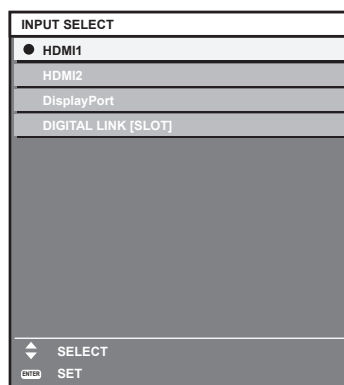 INPUT SELECT
HDMI1
HDMI2
DisplayPort
DIGITAL LINK [SLOT]
SELECT
ENTER SET